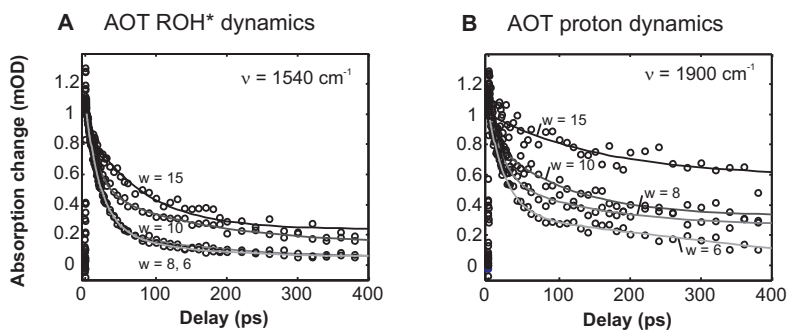 A AOT ROH* dynamics
Absorption change (mOD)
1.2
1
0.8
0.6
0.4
0.2
0
ν = 1540 cm⁻¹
w = 15
w = 10
w = 8, 6
0 100 200 300 400
Delay (ps)
B AOT proton dynamics
1.2
1
0.8
0.6
0.4
0.2
0
ν = 1900 cm⁻¹
w = 15
w = 10
w = 8
w = 6
0 100 200 300 400
Delay (ps)